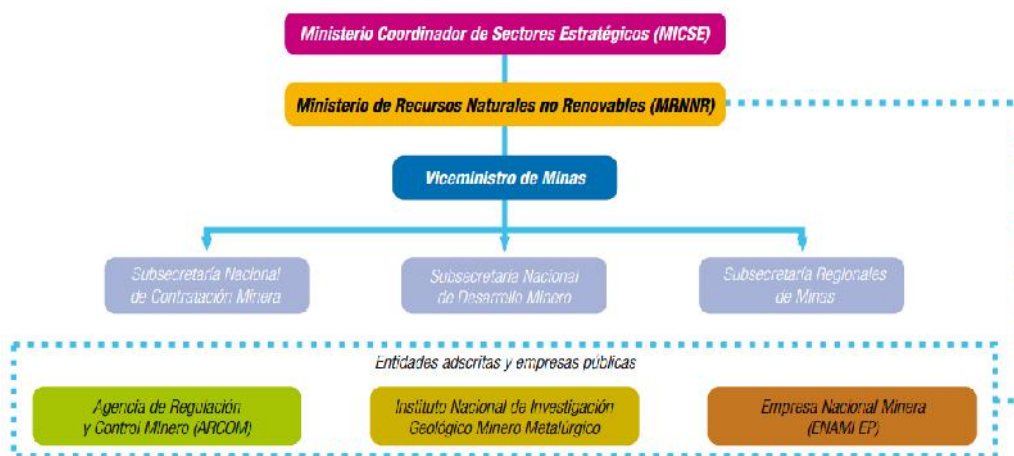 Ministerio Coordinador de Sectores Estratégicos (MICSE)
Ministerio de Recursos Naturales no Renovables (MRNNR)
Viceministro de Minas
Subsecretaría Nacional
de Contratación Minera
Subsecretaría Nacional
de Desarrollo Minero
Subsecretaría Regionales
de Minas
Entidades adscritas y empresas públicas
Agencia de Regulación
y Control Minero (ARCOM)
Instituto Nacional de Investigación
Geológico Minero Metalúrgico
Empresa Nacional Minera
(ENAMI EP)